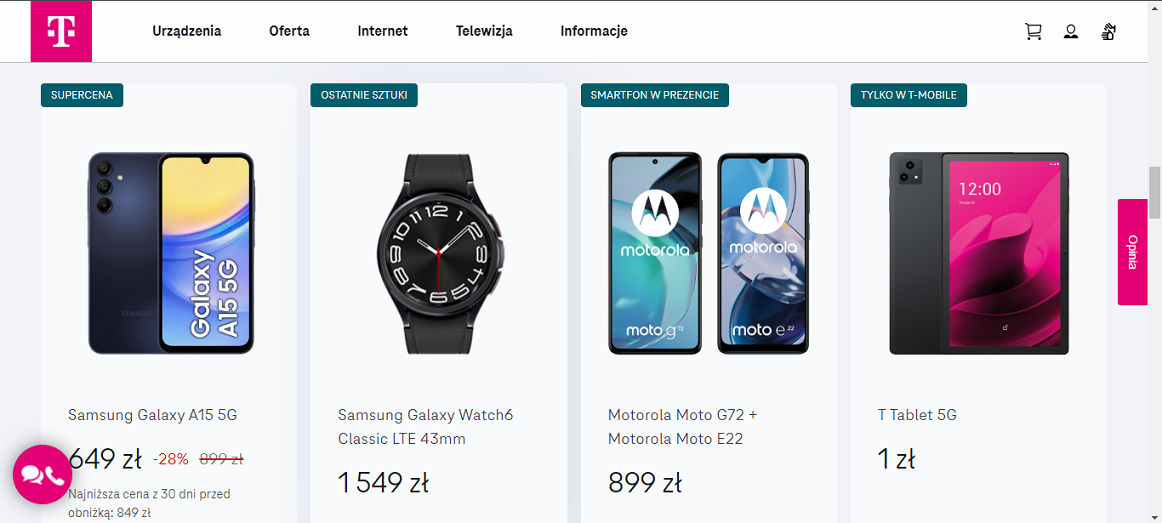 T
Urządzenia Oferta Internet Telewizja Informacje
SUPERCENA
OSTATNIE SZTUKI
SMARTFON W PREZENCIE
TYLKO W T-MOBILE
SAMSUNG
Galaxy
A15 5G
motorola
moto g72
motorola
moto e22
12:00
Opinia
Samsung Galaxy A15 5G
649 zł -28% 899 zł
Najniższa cena z 30 dni przed
obniżką: 849 zł
Samsung Galaxy Watch6
Classic LTE 43mm
1 549 zł
Motorola Moto G72 +
Motorola Moto E22
899 zł
T Tablet 5G
1 zł